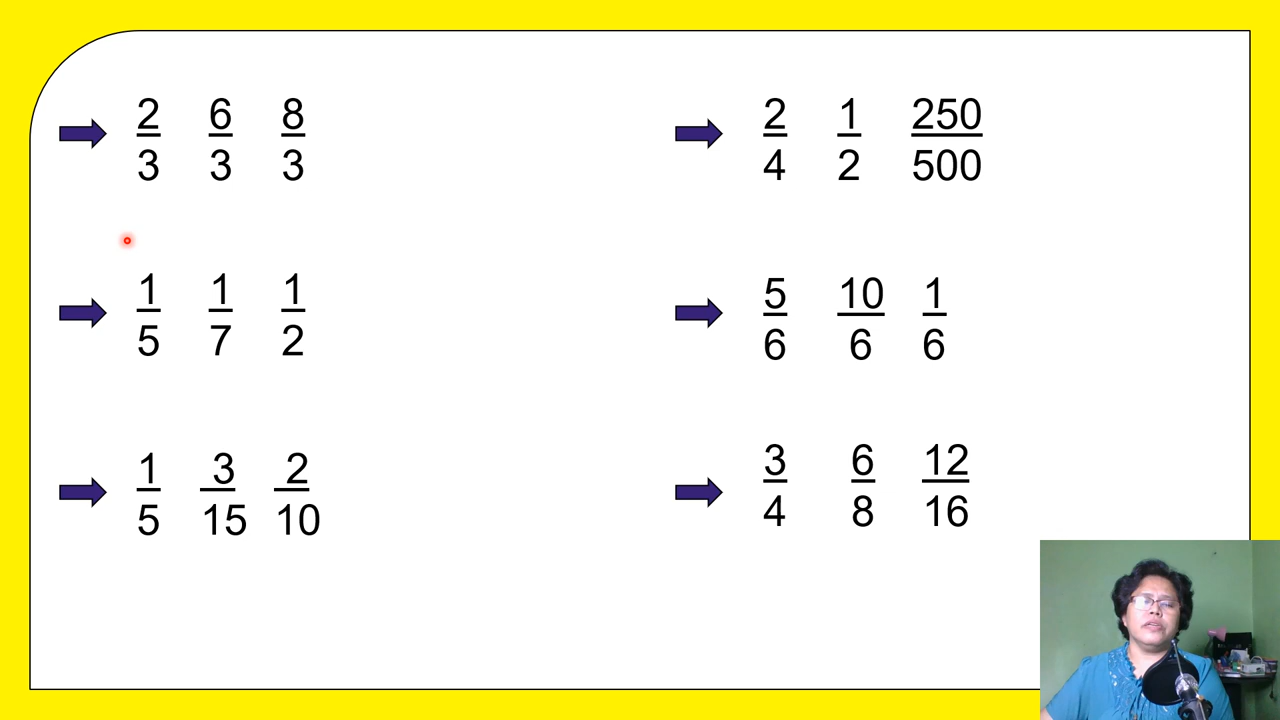 2/3 6/3 8/3
2/4 1/2 250/500
1/5 1/7 1/2
5/6 10/6 1/6
1/5 3/15 2/10
3/4 6/8 12/16